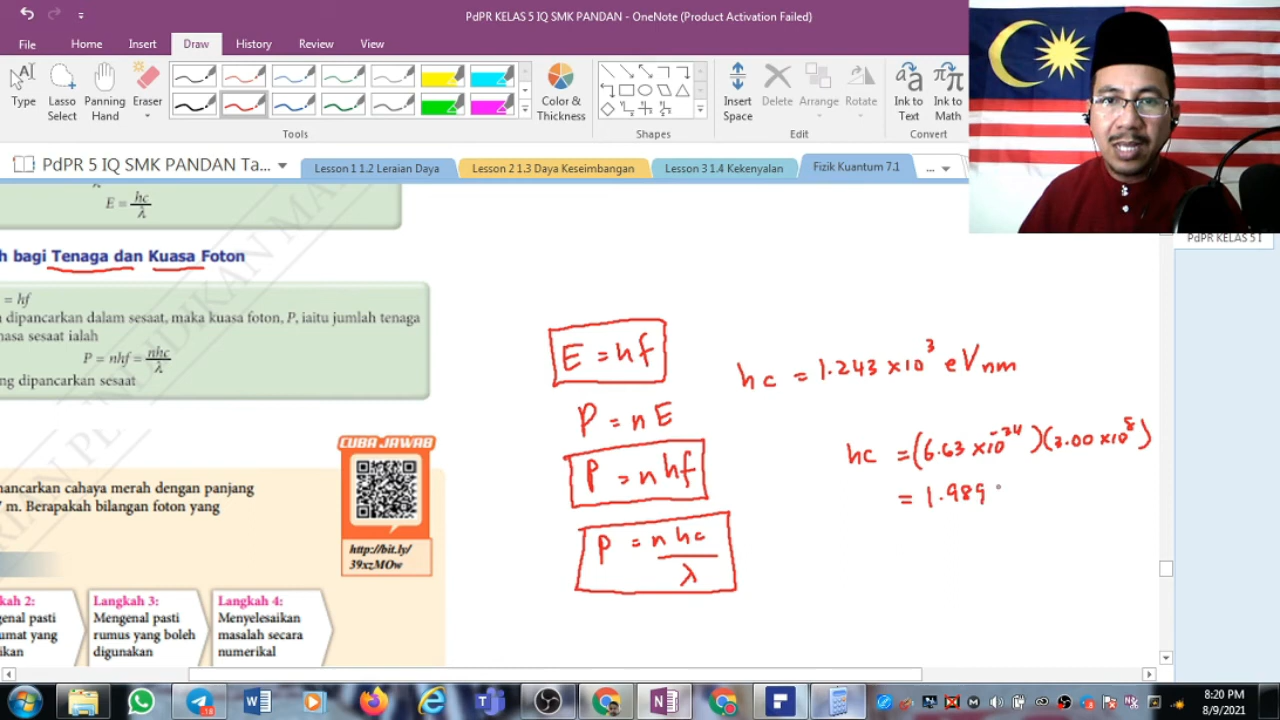 PdPR KELAS 5 IQ SMK PANDAN - OneNote (Product Activation Failed)
File Home Insert Draw History Review View
Type
Lasso Select
Panning Hand
Eraser
Color & Thickness
Insert Space
Delete
Arrange
Rotate
Ink to Text
Ink to Math
Tools
Shapes
Edit
Convert
PdPR 5 IQ SMK PANDAN Ta...
Lesson 1 1.2 Leraian Daya
Lesson 2 1.3 Daya Keseimbangan
Lesson 3 1.4 Kekenyalan
Fizik Kuantum 7.1
...
PdPR KELAS 5 I
E = hc/λ
h bagi Tenaga dan Kuasa Foton
= hf
dipancarkan dalam sesaat, maka kuasa foton, P, iaitu jumlah tenaga
masa sesaat ialah
P = nhf = nhc/λ
ng dipancarkan sesaat
CUBA JAWAB
http://bit.ly/
39xzMOw
mancarkan cahaya merah dengan panjang
m. Berapakah bilangan foton yang
kah 2:
enal pasti
umat yang
ikan
Langkah 3:
Mengenal pasti
rumus yang boleh
digunakan
Langkah 4:
Menyelesaikan
masalah secara
numerikal
E = hf
P = nE
P = nhf
P = nhc/λ
hc = 1.243 × 10³ eVnm
hc = (6.63 × 10⁻³⁴)(3.00 × 10⁸)
= 1.989
8:20 PM
8/9/2021